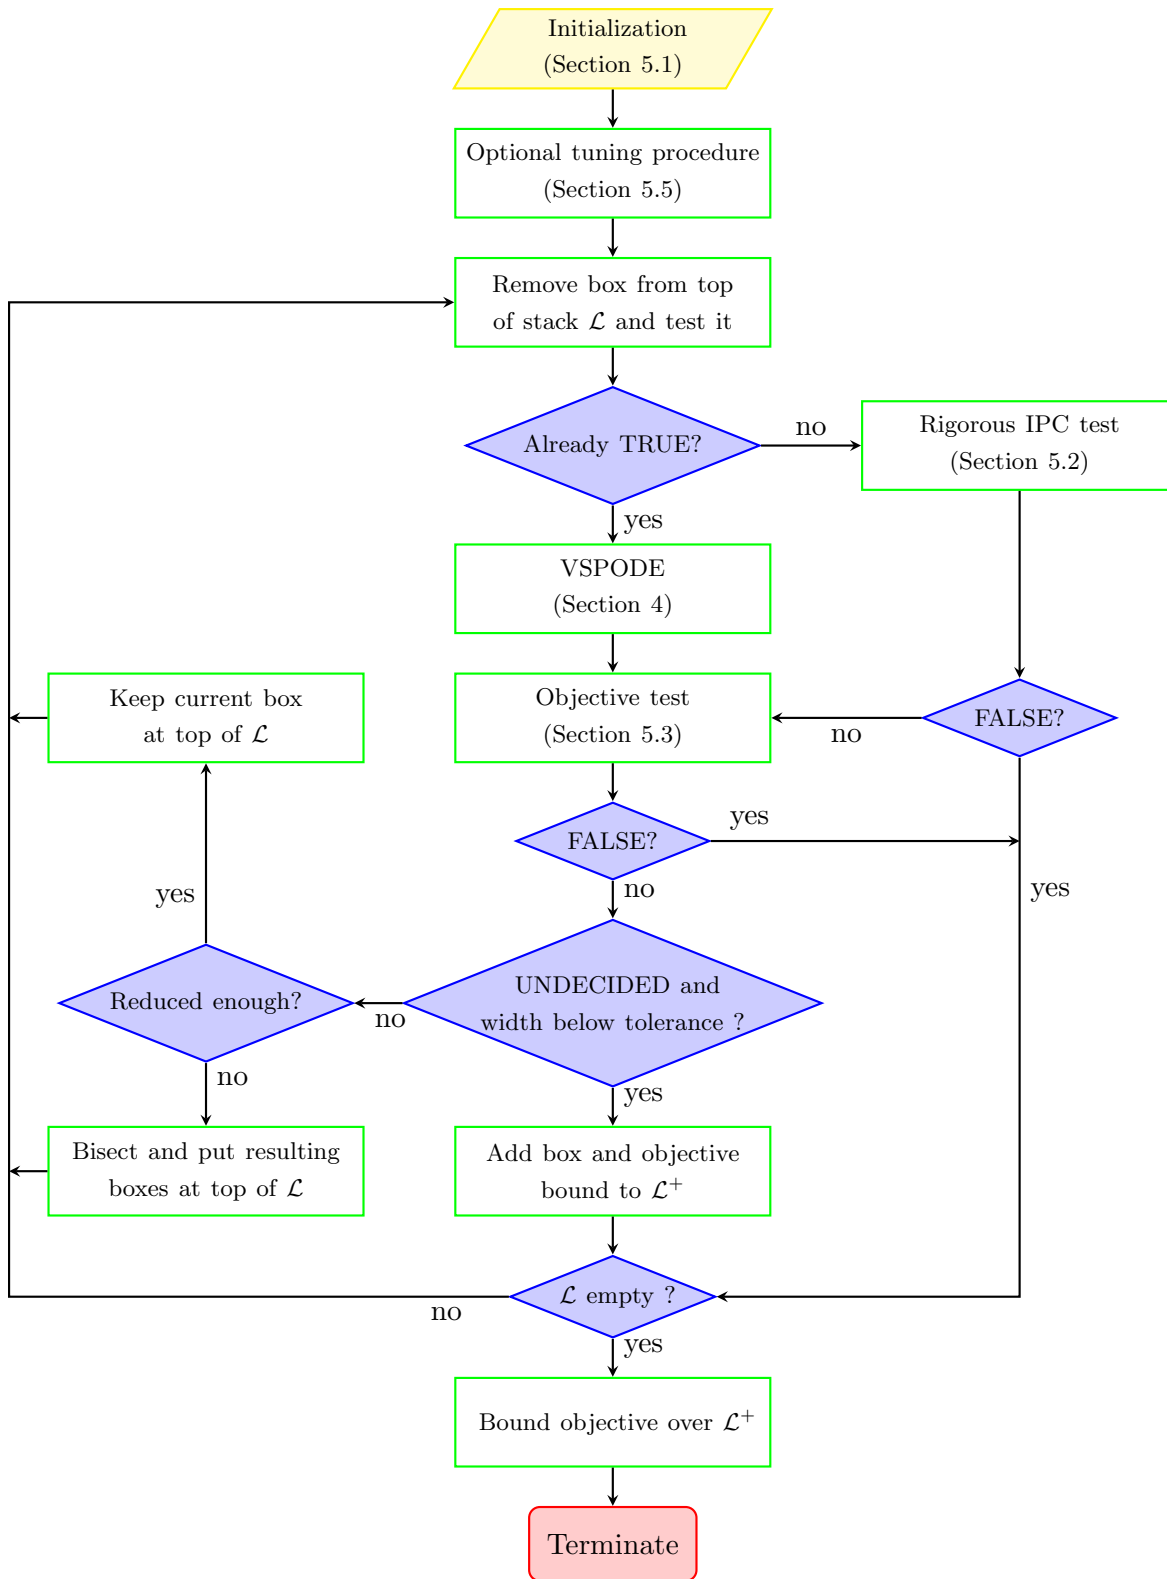 Initialization
(Section 5.1)
Optional tuning procedure
(Section 5.5)
Remove box from top
of stack ℒ and test it
Already TRUE?
no
Rigorous IPC test
(Section 5.2)
yes
VSPODE
(Section 4)
Keep current box
at top of ℒ
Objective test
(Section 5.3)
no
FALSE?
FALSE?
yes
yes
no
yes
Reduced enough?
no
UNDECIDED and
width below tolerance ?
no
yes
Bisect and put resulting
boxes at top of ℒ
Add box and objective
bound to ℒ⁺
ℒ empty ?
no
yes
Bound objective over ℒ⁺
Terminate